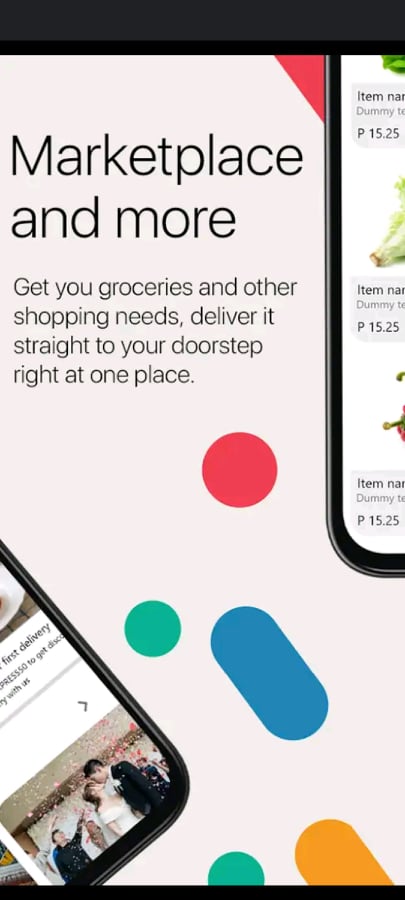 Marketplace
and more
Get you groceries and other
shopping needs, deliver it
straight to your doorstep
right at one place.
Item nar
Dummy te
P 15.25
Item nar
Dummy te
P 15.25
Item nar
Dummy te
P 15.25
first delivery
PRESS50 to get disco
ry with us